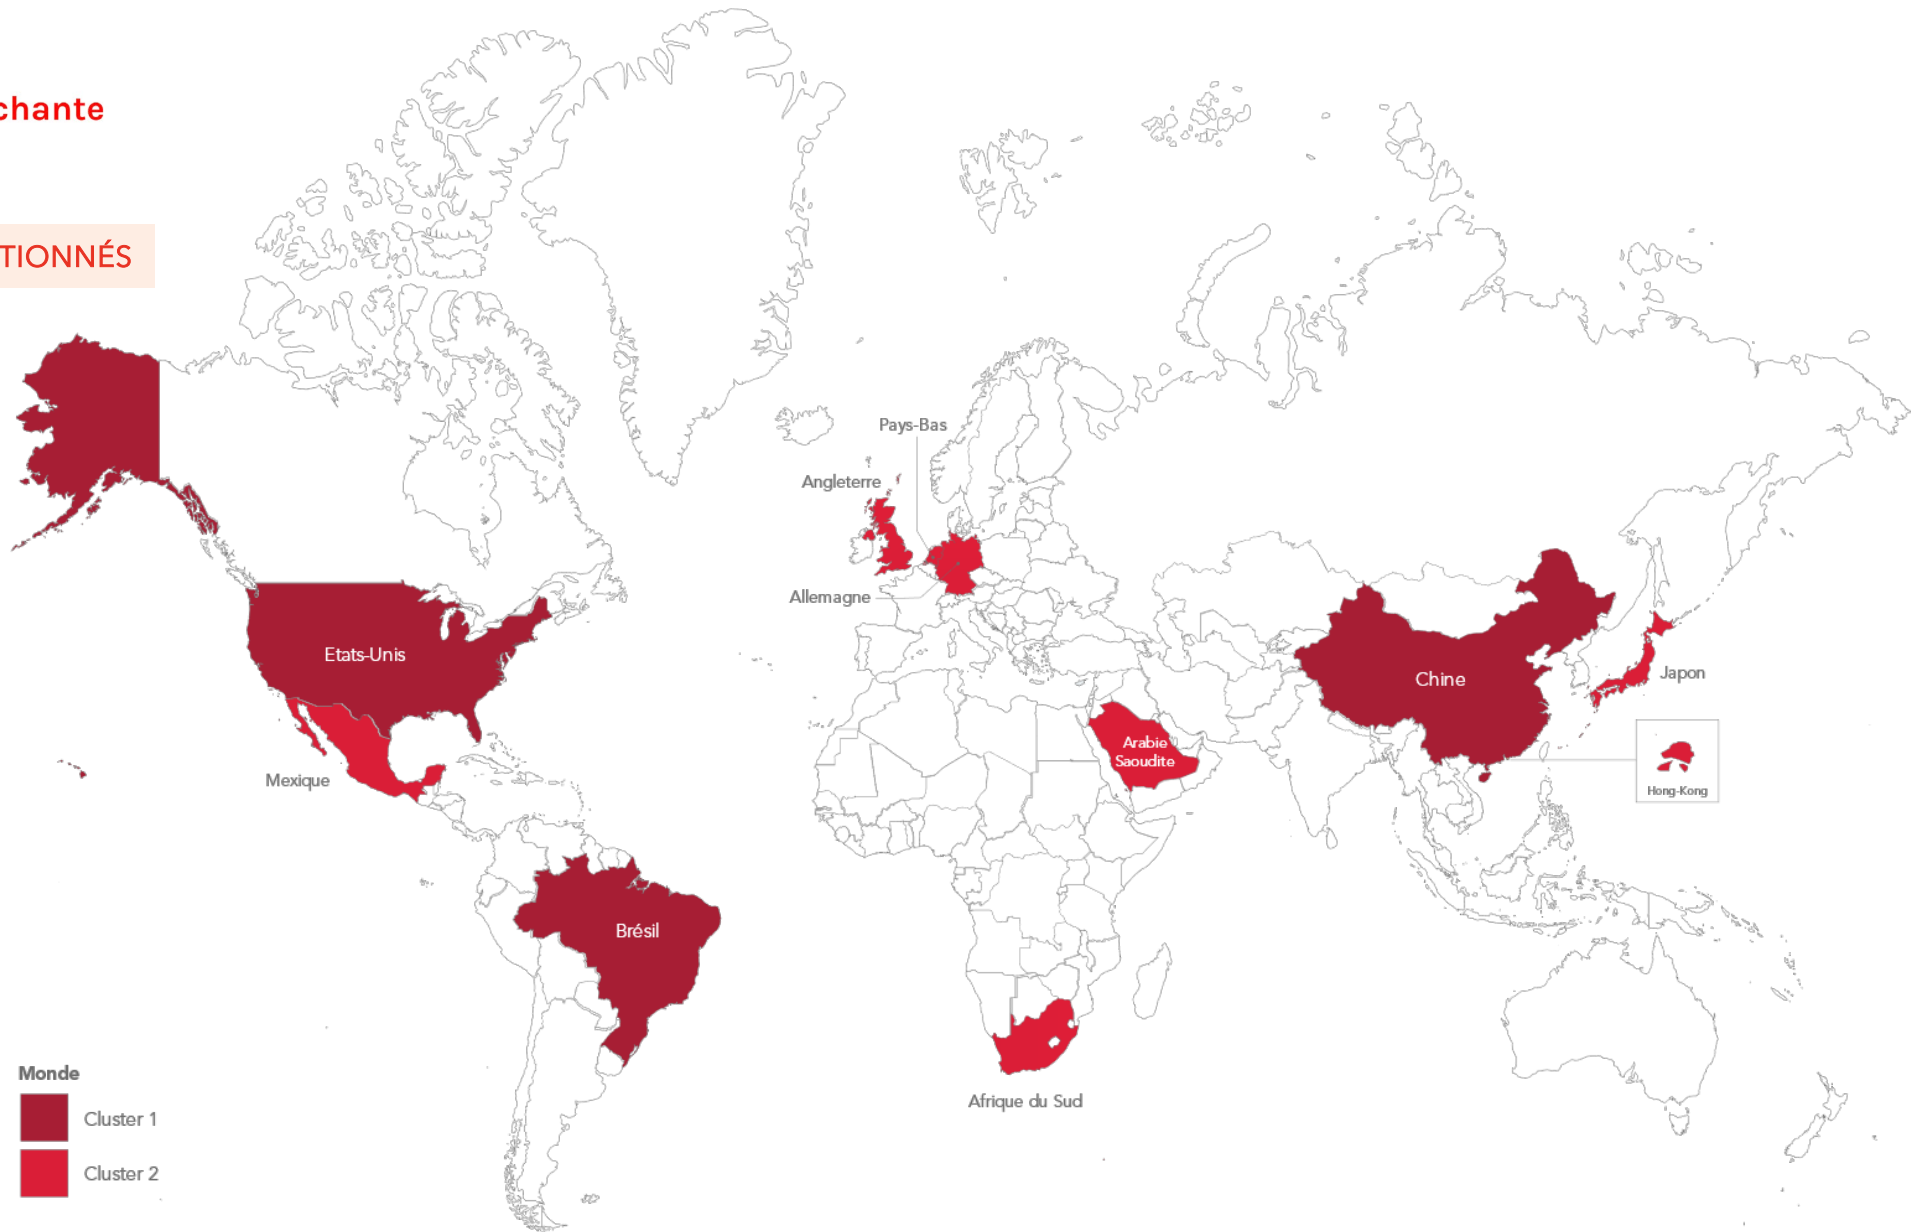 chante
TIONNÉS
Pays-Bas
Angleterre
Allemagne
Etats-Unis
Chine
Japon
Arabie
Saoudite
Mexique
Hong-Kong
Brésil
Afrique du Sud
Monde
Cluster 1
Cluster 2